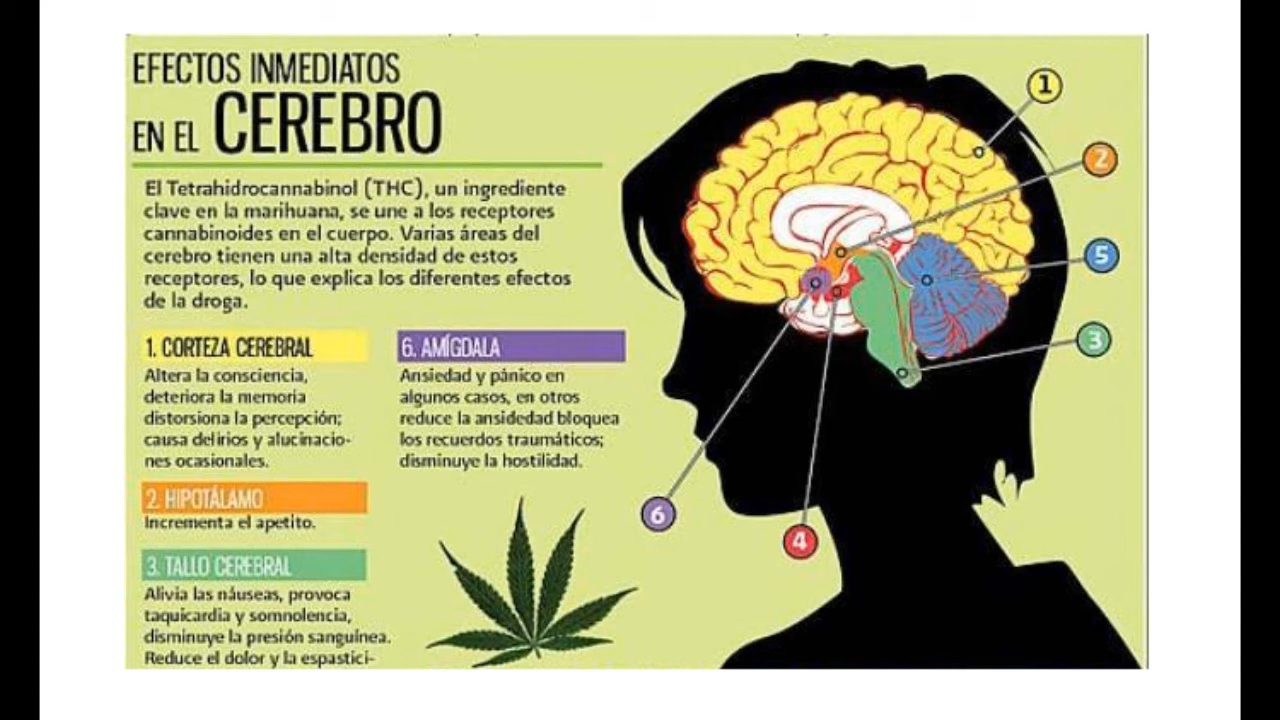 EFECTOS INMEDIATOS
EN EL CEREBRO
El Tetrahidrocannabinol (THC), un ingrediente
clave en la marihuana, se une a los receptores
cannabinoides en el cuerpo. Varias áreas del
cerebro tienen una alta densidad de estos
receptores, lo que explica los diferentes efectos
de la droga.
1. CORTEZA CEREBRAL
Altera la consciencia,
deteriora la memoria
distorsiona la percepción;
causa delirios y alucinacio-
nes ocasionales.
2. HIPOTÁLAMO
Incrementa el apetito.
3. TALLO CEREBRAL
Alivia las náuseas, provoca
taquicardia y somnolencia,
disminuye la presión sanguínea.
Reduce el dolor y la espastici-
6. AMÍGDALA
Ansiedad y pánico en
algunos casos, en otros
reduce la ansidedad bloquea
los recuerdos traumáticos;
disminuye la hostilidad.
1
2
5
3
6
4